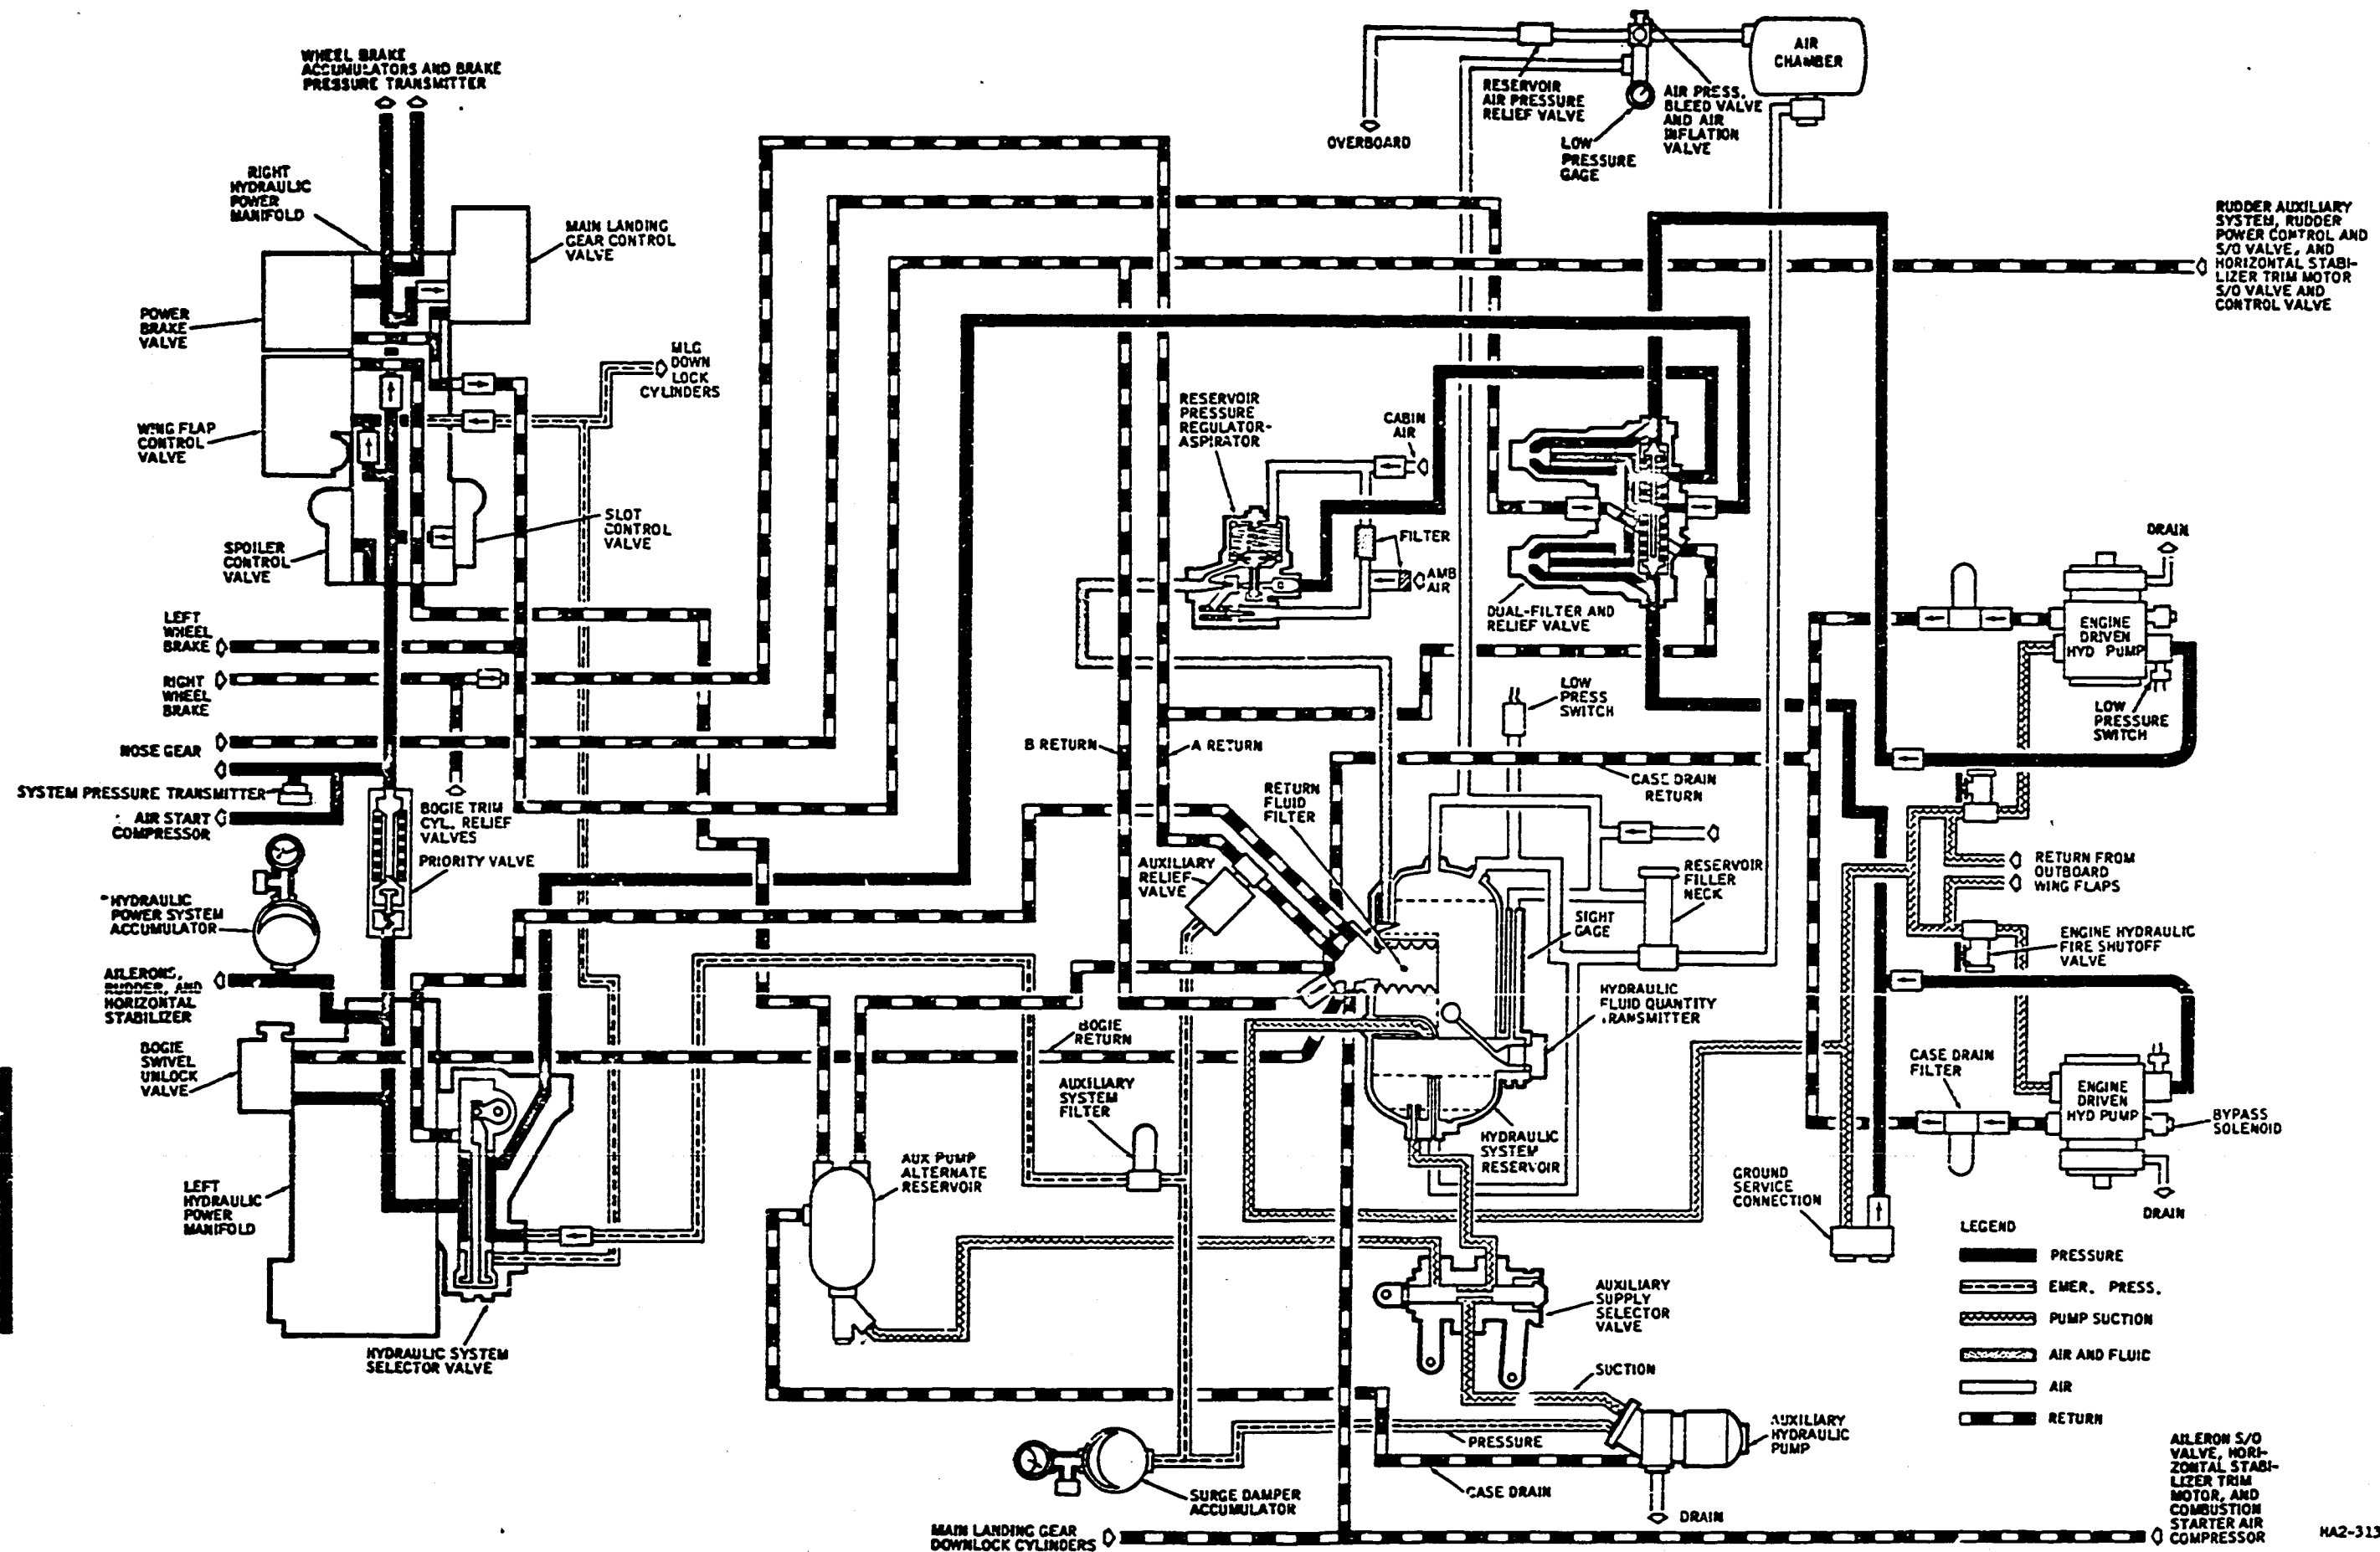 WHEEL BRAKE
ACCUMULATORS AND BRAKE
PRESSURE TRANSMITTER
RIGHT
HYDRAULIC
POWER
MANIFOLD
MAIN LANDING
GEAR CONTROL
VALVE
POWER
BRAKE
VALVE
MLG
DOWN
LOCK
CYLINDERS
WING FLAP
CONTROL
VALVE
SLOT
CONTROL
VALVE
SPOILER
CONTROL
VALVE
LEFT
WHEEL
BRAKE
RIGHT
WHEEL
BRAKE
NOSE GEAR
SYSTEM PRESSURE TRANSMITTER
AIR START
COMPRESSOR
BOGIE TRIM
CYL. RELIEF
VALVES
PRIORITY VALVE
HYDRAULIC
POWER SYSTEM
ACCUMULATOR
AILERONS,
RUDDER, AND
HORIZONTAL
STABILIZER
BOGIE
SWIVEL
UNLOCK
VALVE
LEFT
HYDRAULIC
POWER
MANIFOLD
HYDRAULIC SYSTEM
SELECTOR VALVE
OVERBOARD
RESERVOIR
AIR PRESSURE
RELIEF VALVE
LOW
PRESSURE
GAGE
AIR PRESS.
BLEED VALVE
AND AIR
INFLATION
VALVE
AIR
CHAMBER
RUDDER AUXILIARY
SYSTEM, RUDDER
POWER CONTROL AND
S/O VALVE, AND
HORIZONTAL STABI-
LIZER TRIM MOTOR
S/O VALVE AND
CONTROL VALVE
RESERVOIR
PRESSURE
REGULATOR-
ASPIRATOR
CABIN
AIR
FILTER
AMB
AIR
DUAL-FILTER AND
RELIEF VALVE
LOW
PRESS
SWITCH
B RETURN
A RETURN
CASE DRAIN
RETURN
RETURN
FLUID
FILTER
AUXILIARY
RELIEF
VALVE
RESERVOIR
FILLER
NECK
SIGHT
GAGE
HYDRAULIC
FLUID QUANTITY
TRANSMITTER
BOGIE
RETURN
AUXILIARY
SYSTEM
FILTER
HYDRAULIC
SYSTEM
RESERVOIR
AUX PUMP
ALTERNATE
RESERVOIR
AUXILIARY
SUPPLY
SELECTOR
VALVE
SUCTION
AUXILIARY
HYDRAULIC
PUMP
PRESSURE
CASE DRAIN
DRAIN
SURGE DAMPER
ACCUMULATOR
MAIN LANDING GEAR
DOWNLOCK CYLINDERS
DRAIN
ENGINE
DRIVEN
HYD PUMP
LOW
PRESSURE
SWITCH
RETURN FROM
OUTBOARD
WING FLAPS
ENGINE HYDRAULIC
FIRE SHUTOFF
VALVE
CASE DRAIN
FILTER
ENGINE
DRIVEN
HYD PUMP
BYPASS
SOLENOID
DRAIN
GROUND
SERVICE
CONNECTION
LEGEND
PRESSURE
EMER. PRESS.
PUMP SUCTION
AIR AND FLUID
AIR
RETURN
AILERON S/O
VALVE, HORI-
ZONTAL STABI-
LIZER TRIM
MOTOR, AND
COMBUSTION
STARTER AIR
COMPRESSOR
HA2-313